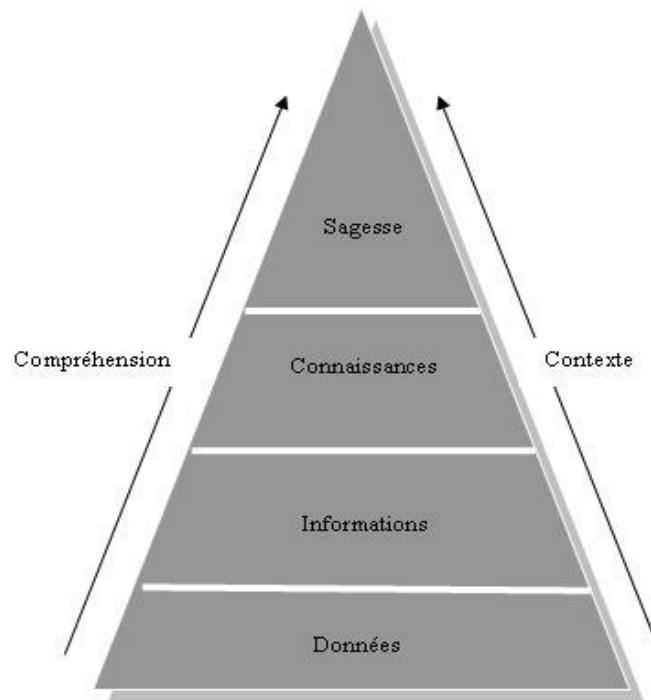 Sagesse
Compréhension
Connaissances
Contexte
Informations
Données